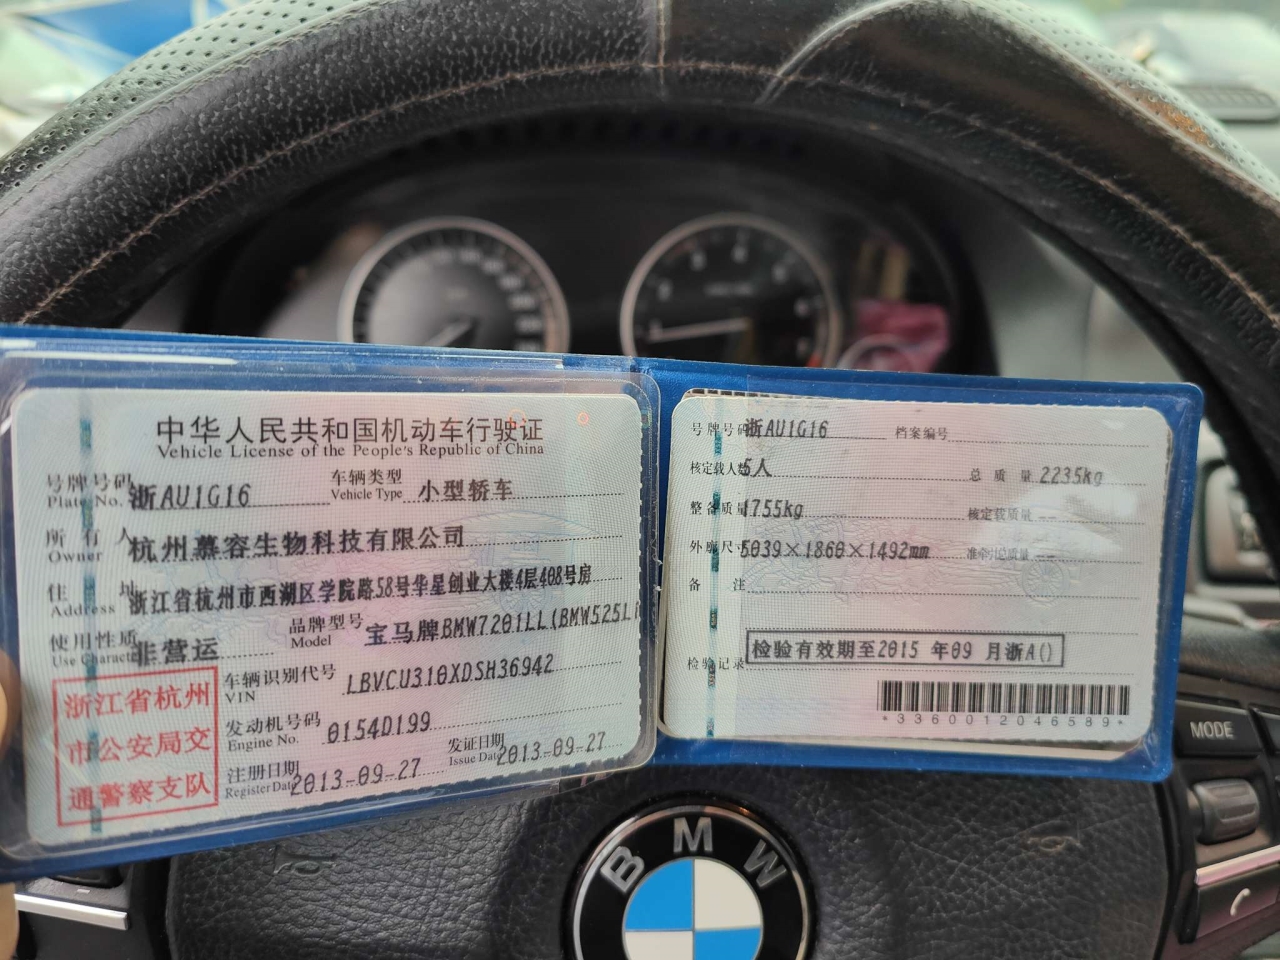 中华人民共和国机动车行驶证
Vehicle License of the People's Republic of China
号牌号码 浙AU1G16 车辆类型 小型轿车
Plate No. Vehicle Type
所有人 杭州慕容生物科技有限公司
Owner
住址 浙江省杭州市西湖区学院路58号华星创业大楼4层408号房
Address
使用性质 非营运 品牌型号 宝马牌BMW7201LL(BMW525L
Use Character Model
车辆识别代号 LBVCU310XDSH36942
VIN
发动机号码 0154D199
Engine No.
注册日期 2013-09-27 发证日期 2013-09-27
Register Date Issue Date
浙江省杭州
市公安局交
通警察支队
号牌号码 浙AU1G16 档案编号
核定载人数 5人 总质量 2235kg
整备质量 1755kg 核定载质量
外廓尺寸 5039×1860×1492mm 准牵引总质量 --
备注
检验记录 检验有效期至2015 年09 月浙A()
*3360012046589*
MODE
BMW